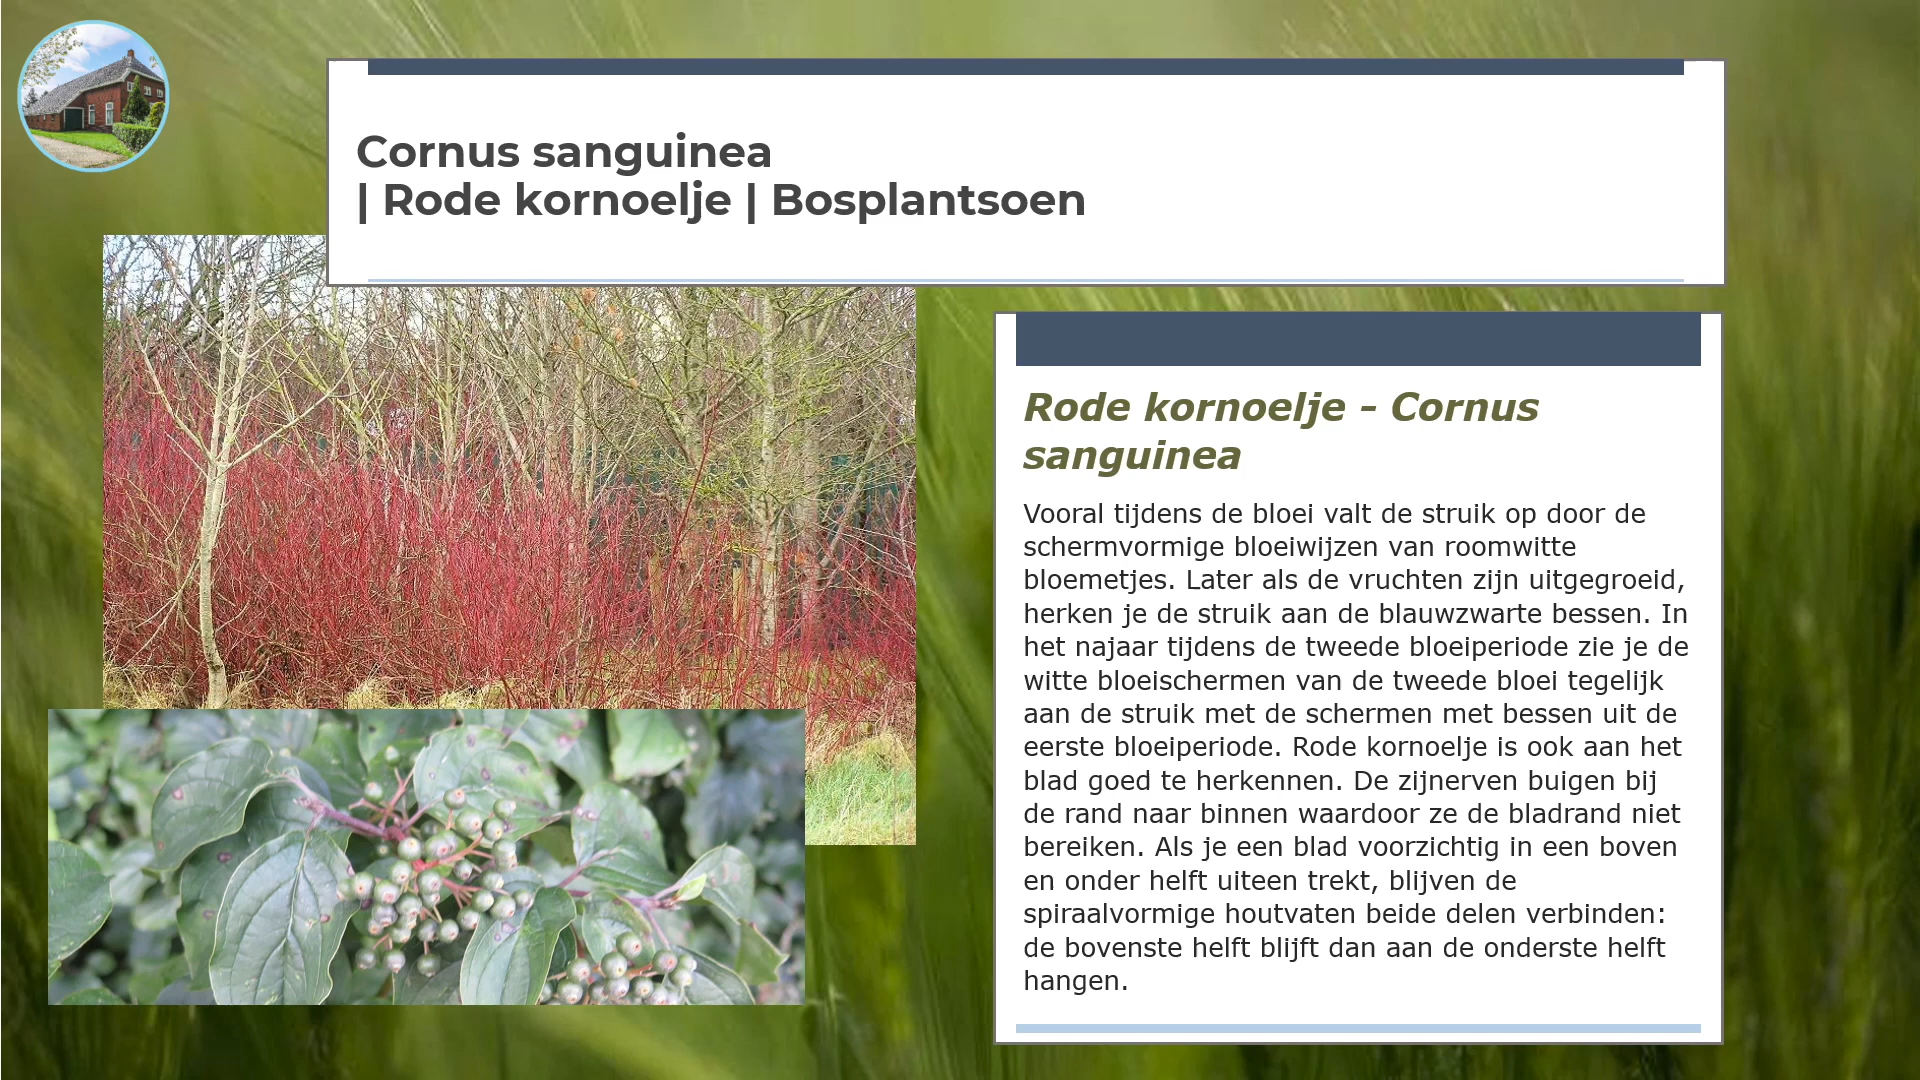 Cornus sanguinea
| Rode kornoelje | Bosplantsoen
Rode kornoelje - Cornus
sanguinea
Vooral tijdens de bloei valt de struik op door de
schermvormige bloeiwijzen van roomwitte
bloemetjes. Later als de vruchten zijn uitgegroeid,
herken je de struik aan de blauwzwarte bessen. In
het najaar tijdens de tweede bloeiperiode zie je de
witte bloeischermen van de tweede bloei tegelijk
aan de struik met de schermen met bessen uit de
eerste bloeiperiode. Rode kornoelje is ook aan het
blad goed te herkennen. De zijnerven buigen bij
de rand naar binnen waardoor ze de bladrand niet
bereiken. Als je een blad voorzichtig in een boven
en onder helft uiteen trekt, blijven de
spiraalvormige houtvaten beide delen verbinden:
de bovenste helft blijft dan aan de onderste helft
hangen.